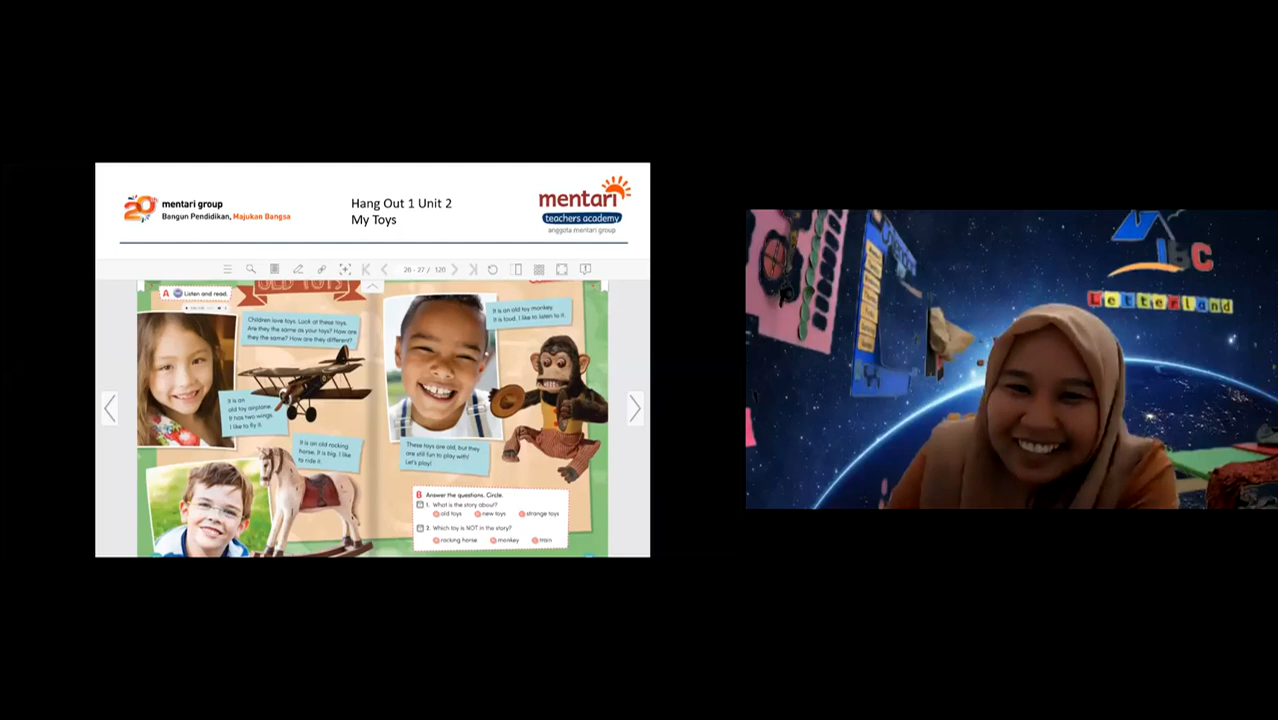 20
mentari group
Bangun Pendidikan, Majukan Bangsa
Hang Out 1 Unit 2
My Toys
mentari
teachers academy
anggota mentari group
26 - 27 / 120
OLD TOYS
A Listen and read.
Children love toys. Look at these toys.
Are they the same as your toys? How are
they the same? How are they different?
It is an
old toy airplane.
It has two wings.
I like to fly it.
It is an old rocking
horse. It is big. I like
to ride it.
It is an old toy monkey.
It is loud. I like to listen to it.
These toys are old, but they
are still fun to play with!
Let's play!
B Answer the questions. Circle.
1. What is the story about?
old toys new toys strange toys
2. Which toy is NOT in the story?
rocking horse monkey train
Letterland